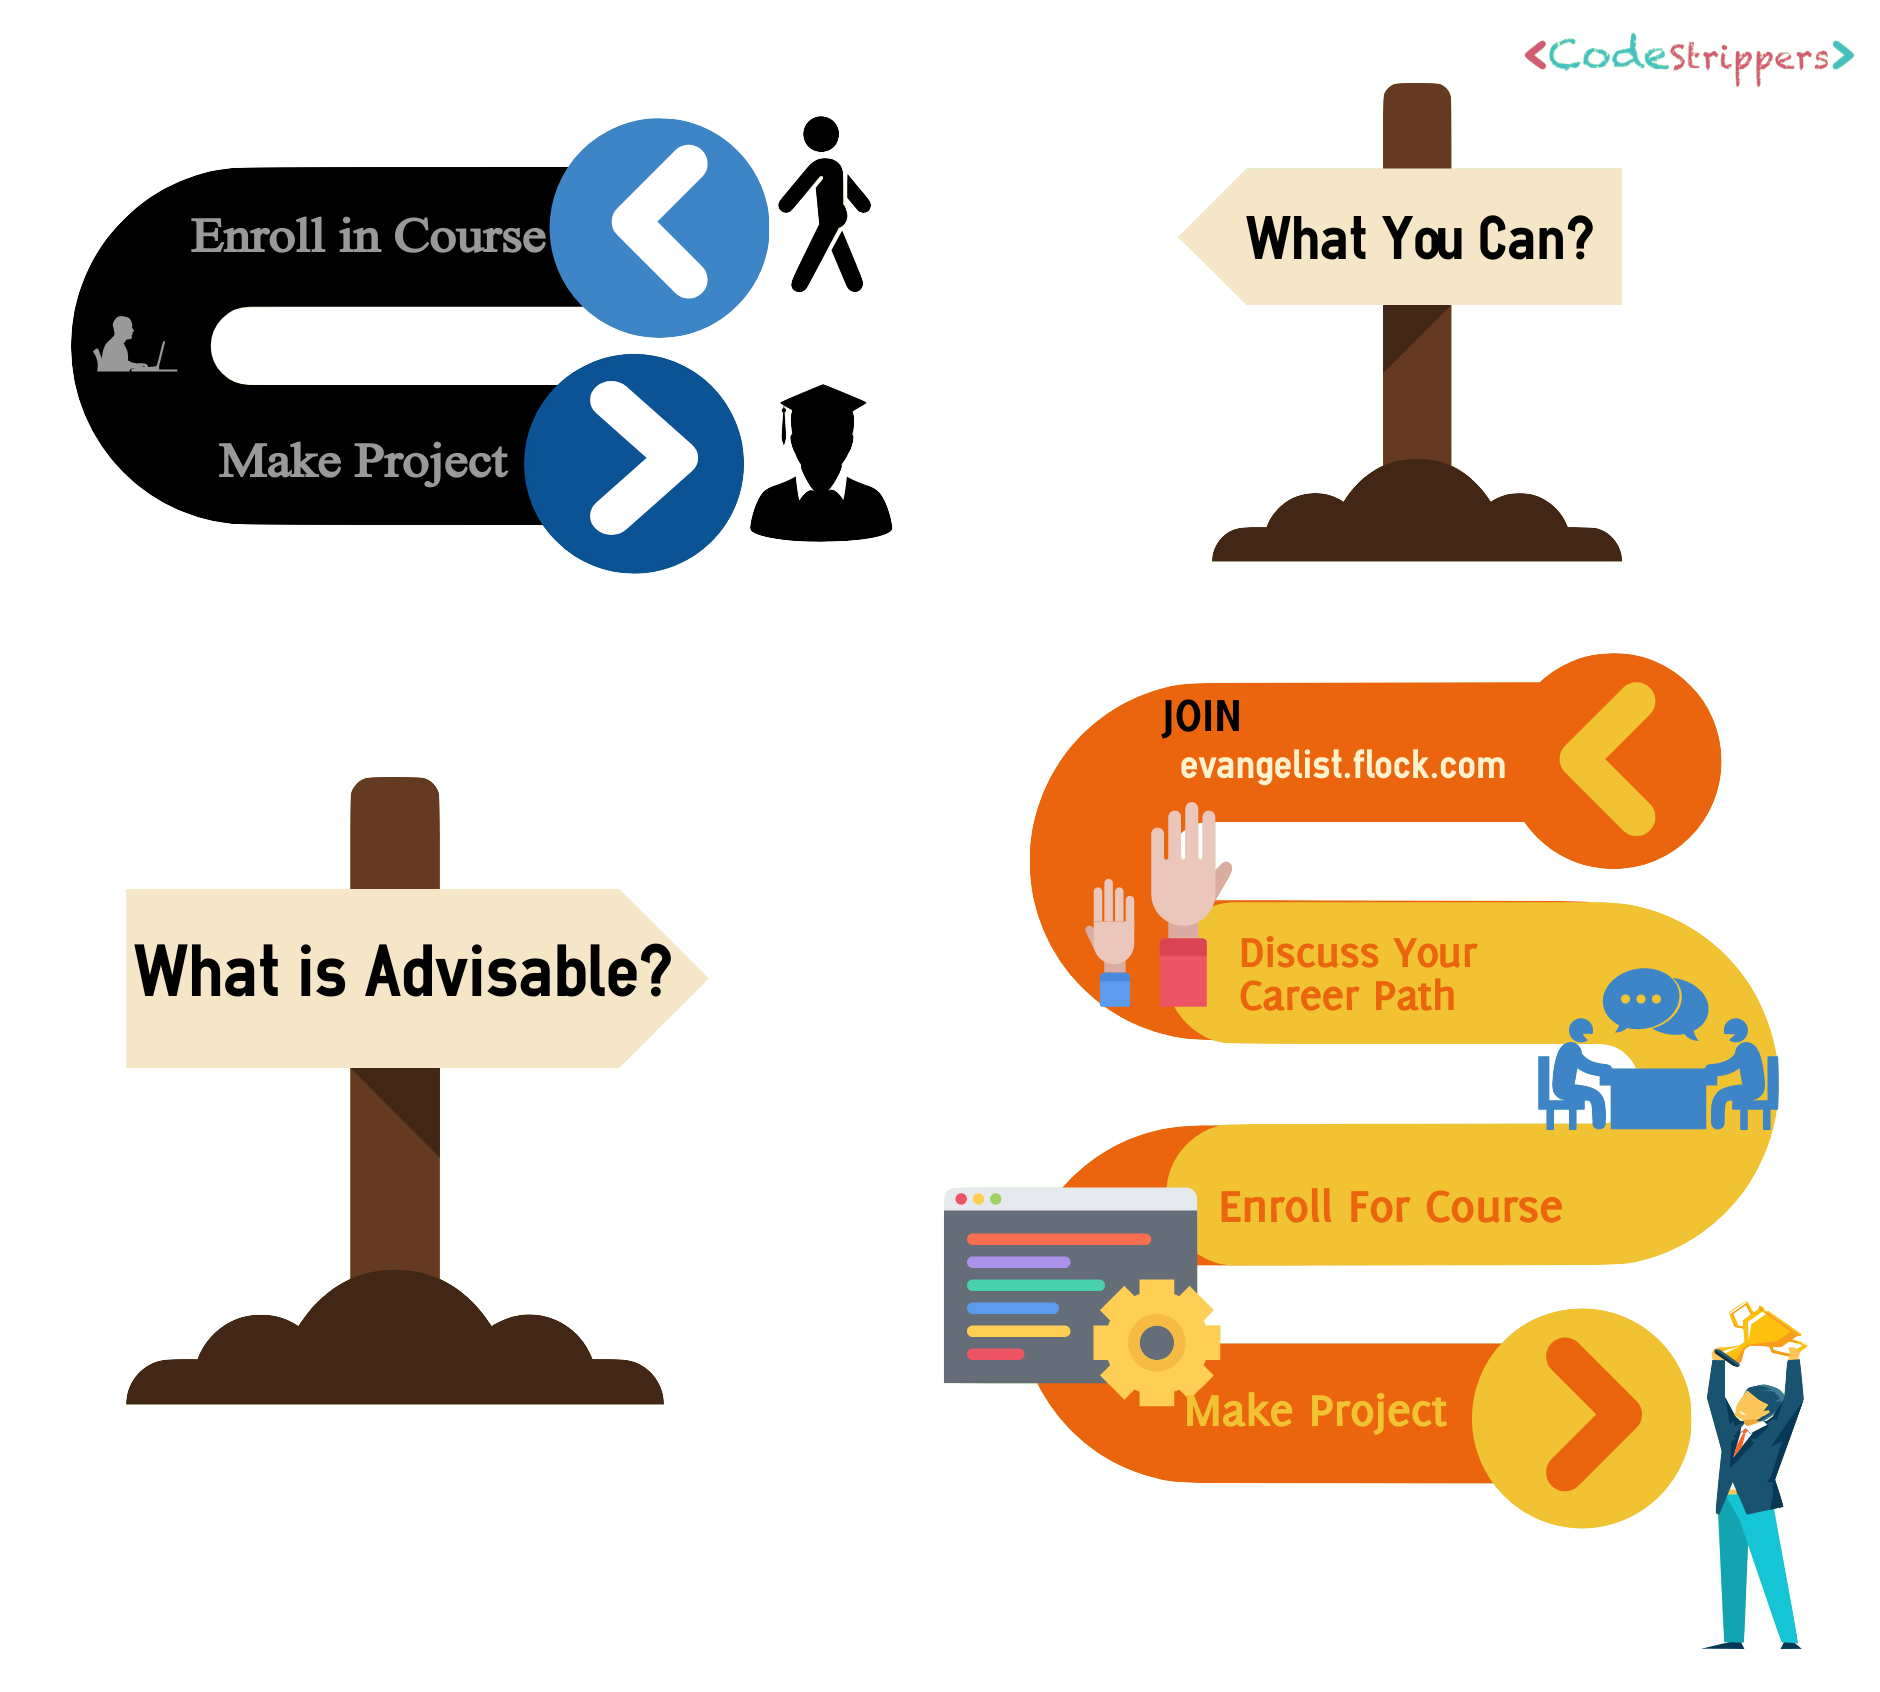 <CodeStrippers>
Enroll in Course
Make Project
What You Can?
What is Advisable?
JOIN
evangelist.flock.com
Discuss Your
Career Path
Enroll For Course
Make Project